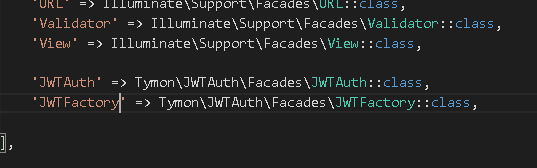 'URL' => Illuminate\Support\Facades\URL::class,
'Validator' => Illuminate\Support\Facades\Validator::class,
'View' => Illuminate\Support\Facades\View::class,
'JWTAuth' => Tymon\JWTAuth\Facades\JWTAuth::class,
'JWTFactory' => Tymon\JWTAuth\Facades\JWTFactory::class,
],